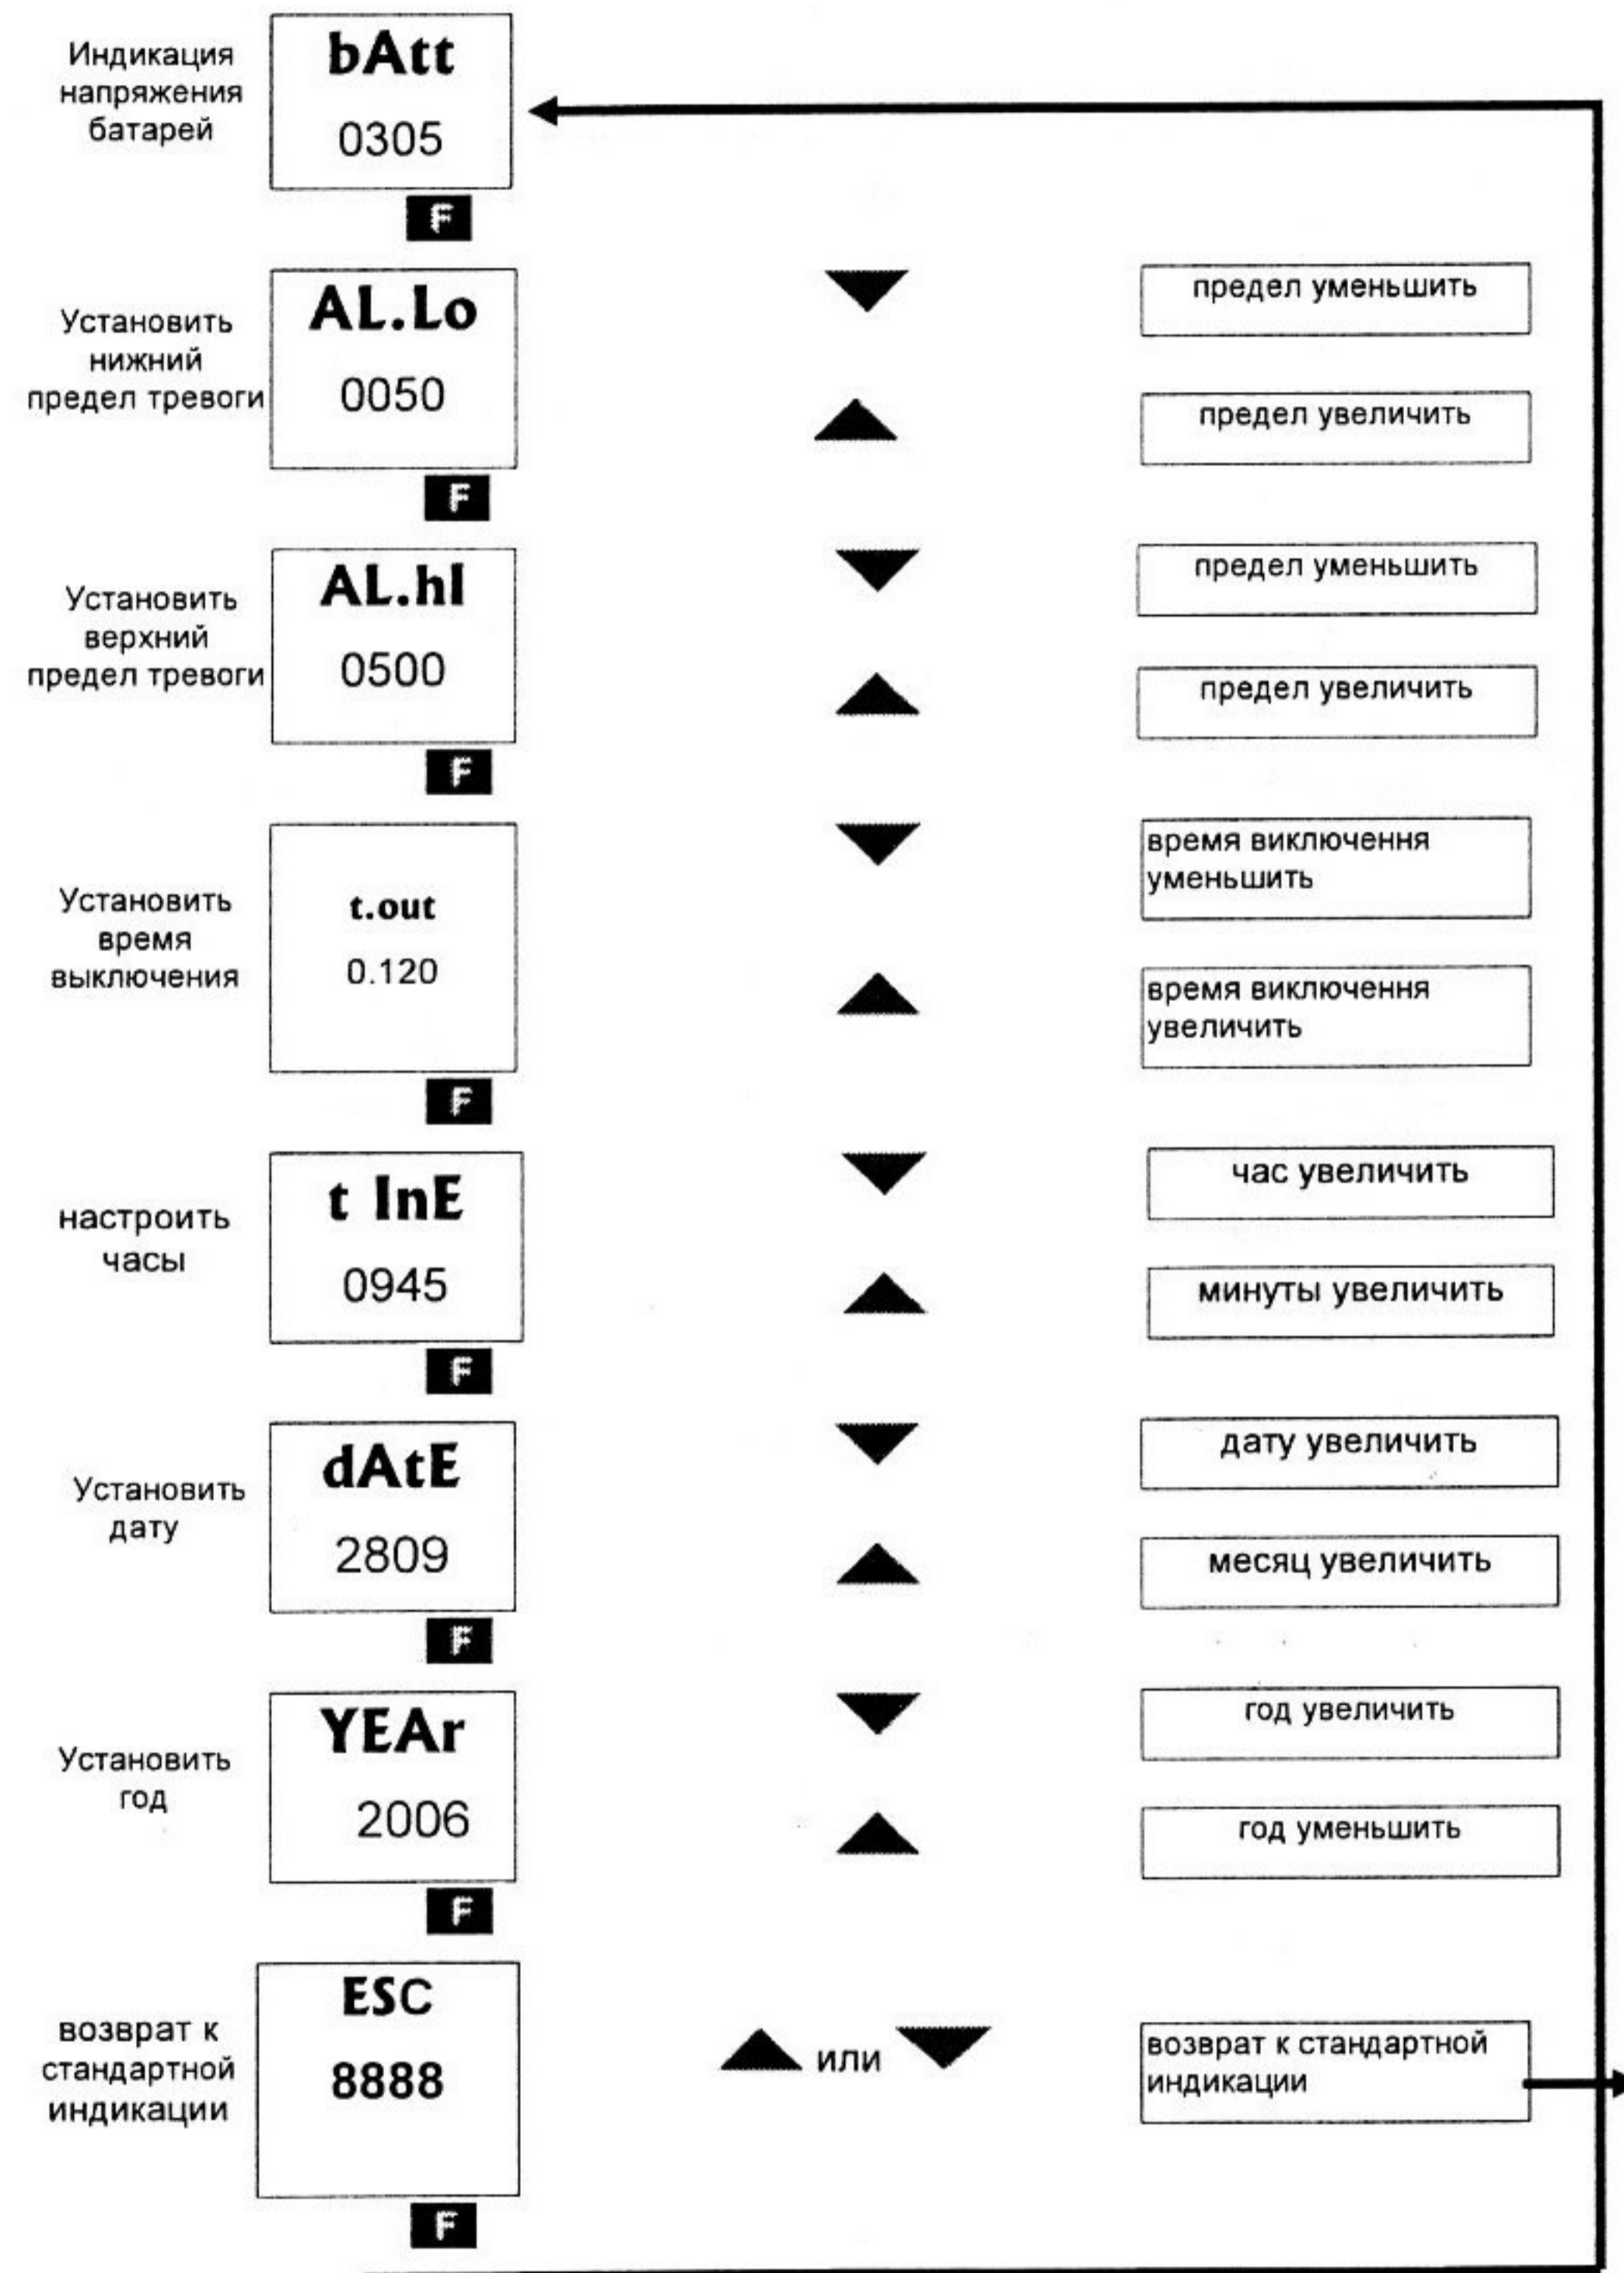 Индикация
напряжения
батарей
bAtt
0305
F
Установить
нижний
предел тревоги
AL.Lo
0050
предел уменьшить
предел увеличить
F
Установить
верхний
предел тревоги
AL.hI
0500
предел уменьшить
предел увеличить
F
Установить
время
выключения
t.out
0.120
время виключення
уменьшить
время виключення
увеличить
F
настроить
часы
t InE
0945
час увеличить
минуты увеличить
F
Установить
дату
dAtE
2809
дату увеличить
месяц увеличить
F
Установить
год
YEAr
2006
год увеличить
год уменьшить
F
возврат к
стандартной
индикации
ESC
8888
или
возврат к стандартной
индикации
F